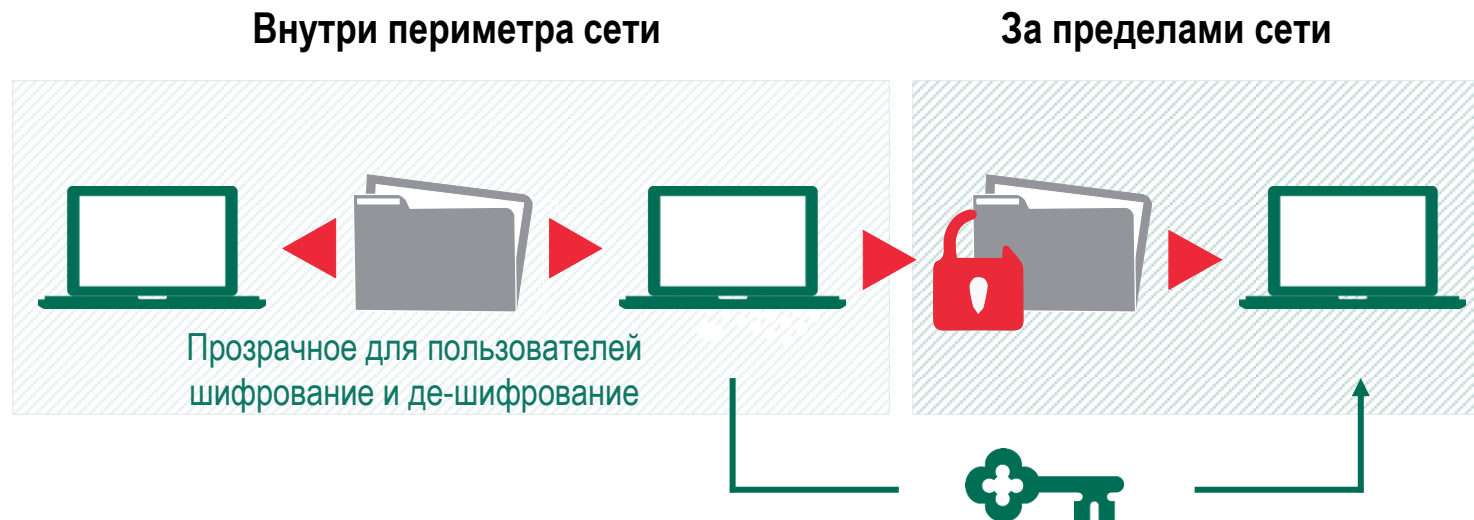 Внутри периметра сети
За пределами сети
Прозрачное для пользователей
шифрование и де-шифрование